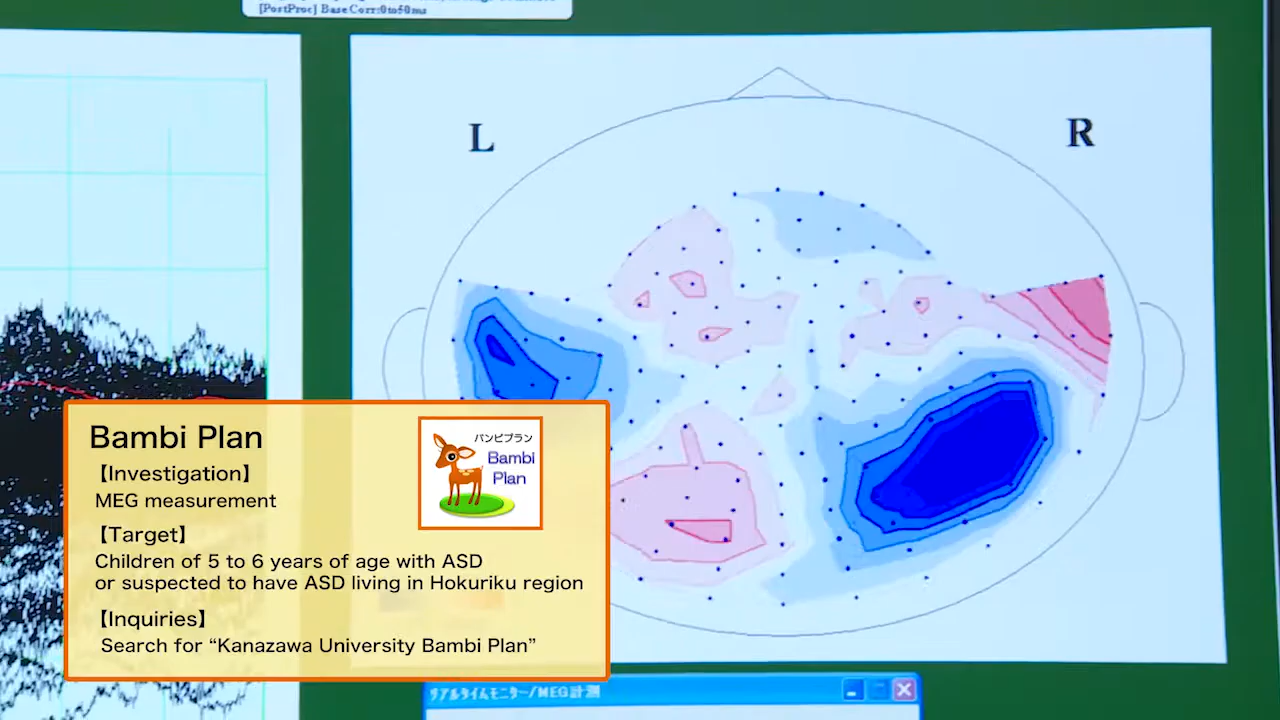 [PostProc] BaseCorr:0to50ms
L
R
Bambi Plan
バンビプラン
Bambi
Plan
【Investigation】
MEG measurement
【Target】
Children of 5 to 6 years of age with ASD
or suspected to have ASD living in Hokuriku region
【Inquiries】
Search for “Kanazawa University Bambi Plan”
リアルタイムモニター/MEG計測